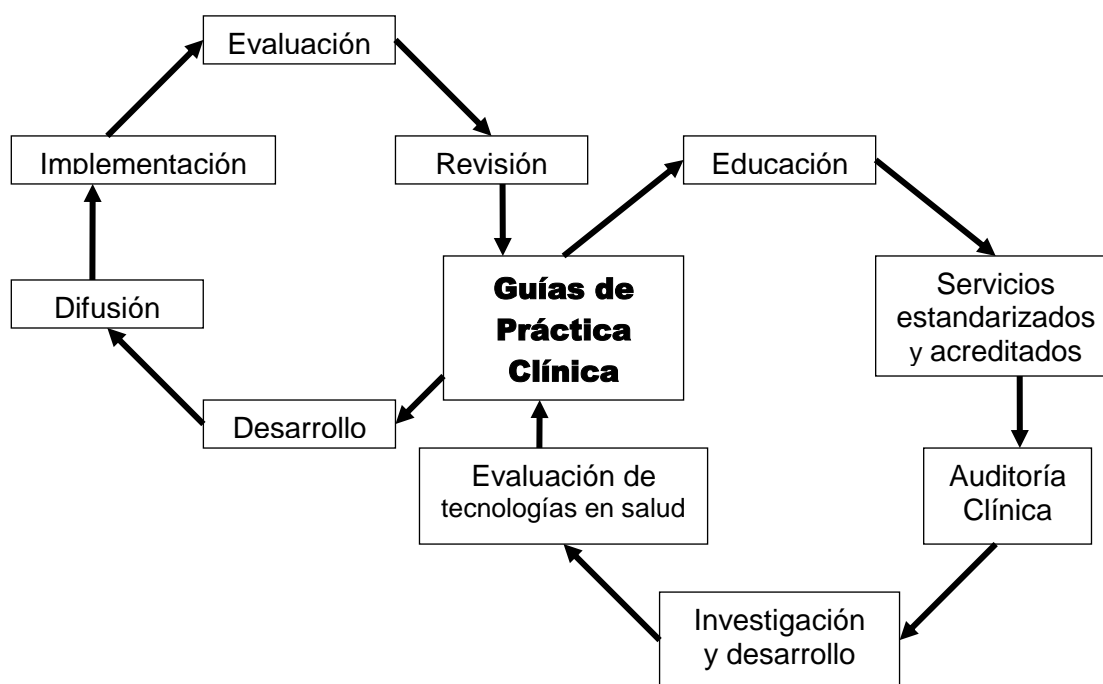 Evaluación
Implementación
Revisión
Educación
Guías de
Práctica
Clínica
Difusión
Servicios
estandarizados
y acreditados
Desarrollo
Evaluación de
tecnologías en salud
Auditoría
Clínica
Investigación
y desarrollo